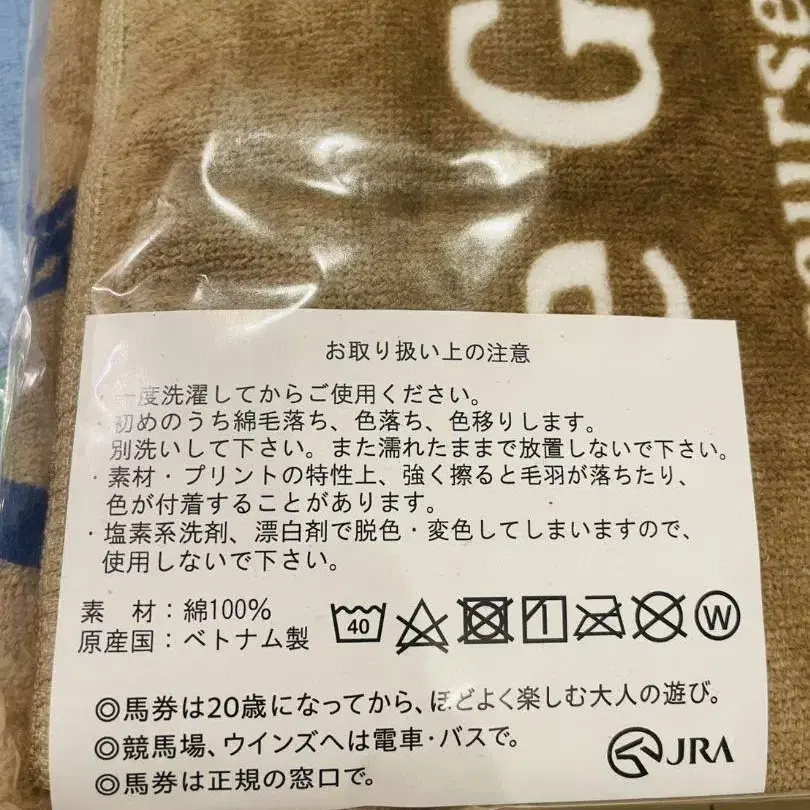 G
e
ourse
お取り扱い上の注意
・一度洗濯してからご使用ください。
・初めのうち綿毛落ち、色落ち、色移りします。
別洗いして下さい。また濡れたままで放置しないで下さい。
・素材・プリントの特性上、強く擦ると毛羽が落ちたり、
色が付着することがあります。
・塩素系洗剤、漂白剤で脱色・変色してしまいますので、
使用しないで下さい。
素 材：綿100%
原産国：ベトナム製
40
W
◎馬券は20歳になってから、ほどよく楽しむ大人の遊び。
◎競馬場、ウインズへは電車・バスで。
◎馬券は正規の窓口で。
JRA